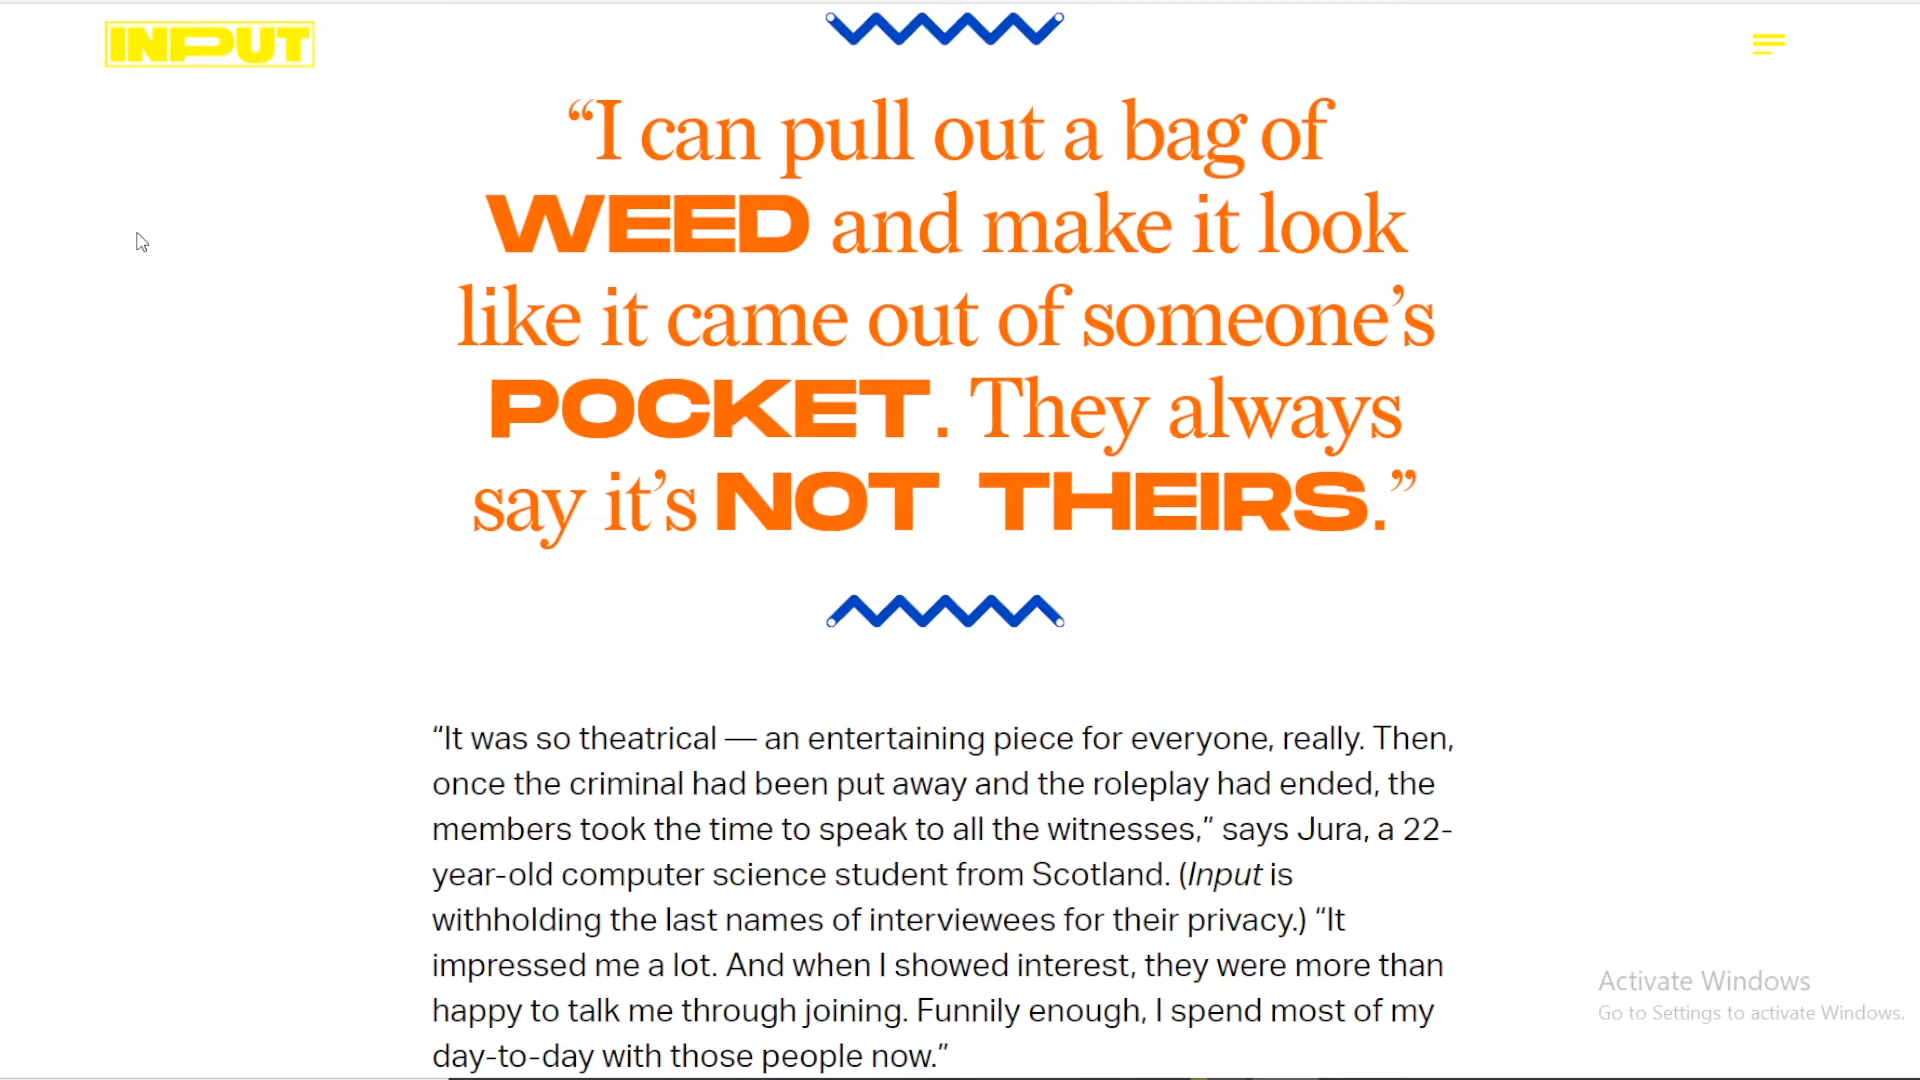 INPUT
“I can pull out a bag of
WEED and make it look
like it came out of someone’s
POCKET. They always
say it’s NOT THEIRS.”
“It was so theatrical — an entertaining piece for everyone, really. Then,
once the criminal had been put away and the roleplay had ended, the
members took the time to speak to all the witnesses,” says Jura, a 22-
year-old computer science student from Scotland. (Input is
withholding the last names of interviewees for their privacy.) “It
impressed me a lot. And when I showed interest, they were more than
happy to talk me through joining. Funnily enough, I spend most of my
day-to-day with those people now.”
Activate Windows
Go to Settings to activate Windows.